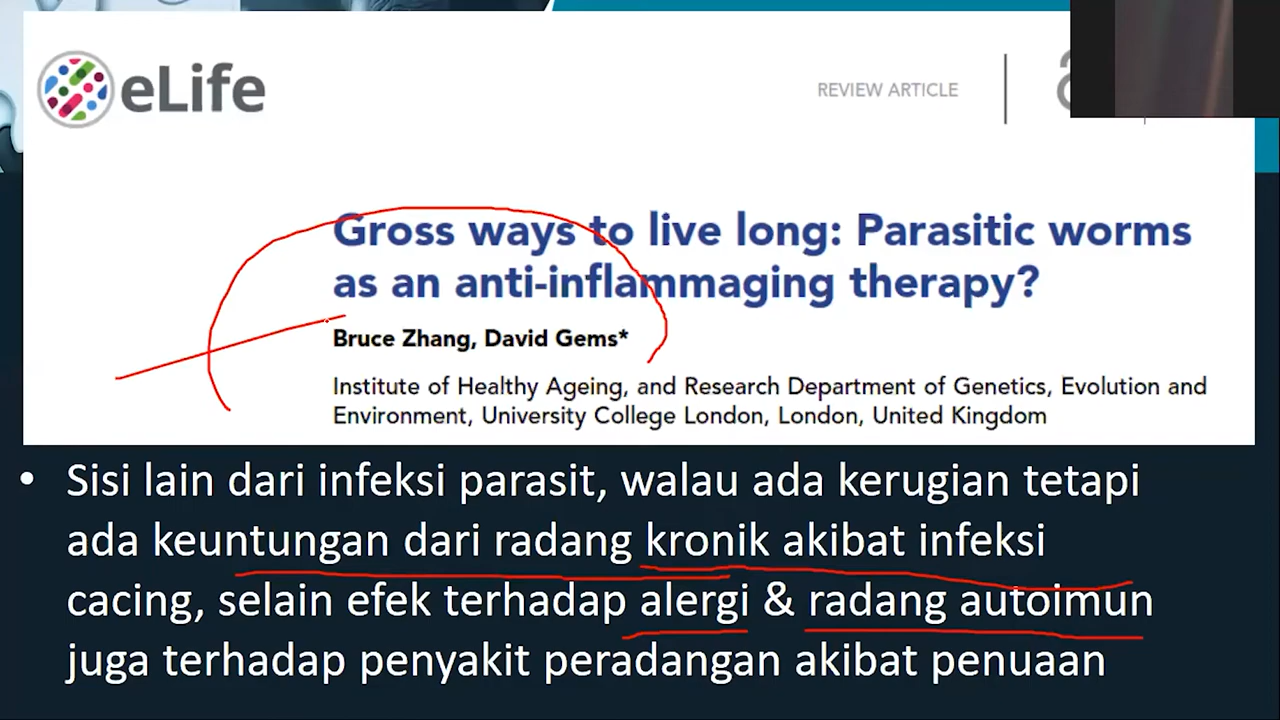 eLife
REVIEW ARTICLE
Gross ways to live long: Parasitic worms
as an anti-inflammaging therapy?
Bruce Zhang, David Gems*
Institute of Healthy Ageing, and Research Department of Genetics, Evolution and
Environment, University College London, London, United Kingdom
• Sisi lain dari infeksi parasit, walau ada kerugian tetapi
ada keuntungan dari radang kronik akibat infeksi
cacing, selain efek terhadap alergi & radang autoimun
juga terhadap penyakit peradangan akibat penuaan